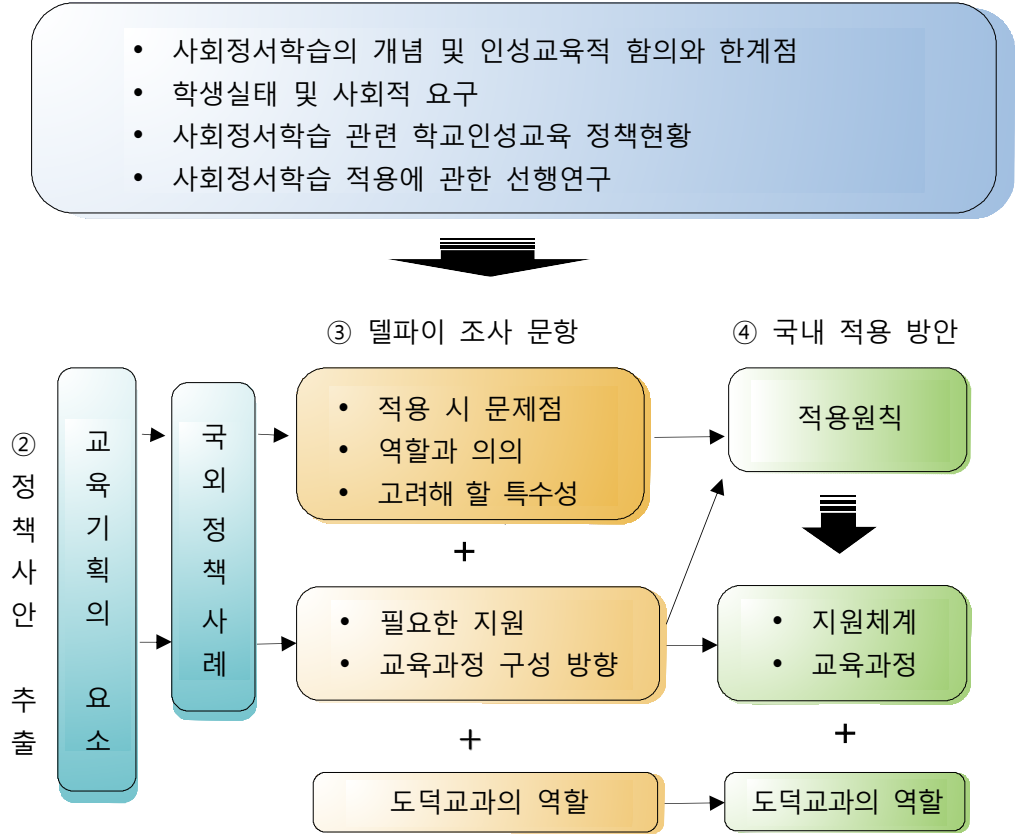 • 사회정서학습의 개념 및 인성교육적 함의와 한계점
• 학생실태 및 사회적 요구
• 사회정서학습 관련 학교인성교육 정책현황
• 사회정서학습 적용에 관한 선행연구
② 정책사안 추출
교육기획의 요소
국외정책사례
③ 델파이 조사 문항
• 적용 시 문제점
• 역할과 의의
• 고려해 할 특수성
+
• 필요한 지원
• 교육과정 구성 방향
+
도덕교과의 역할
④ 국내 적용 방안
적용원칙
• 지원체계
• 교육과정
+
도덕교과의 역할